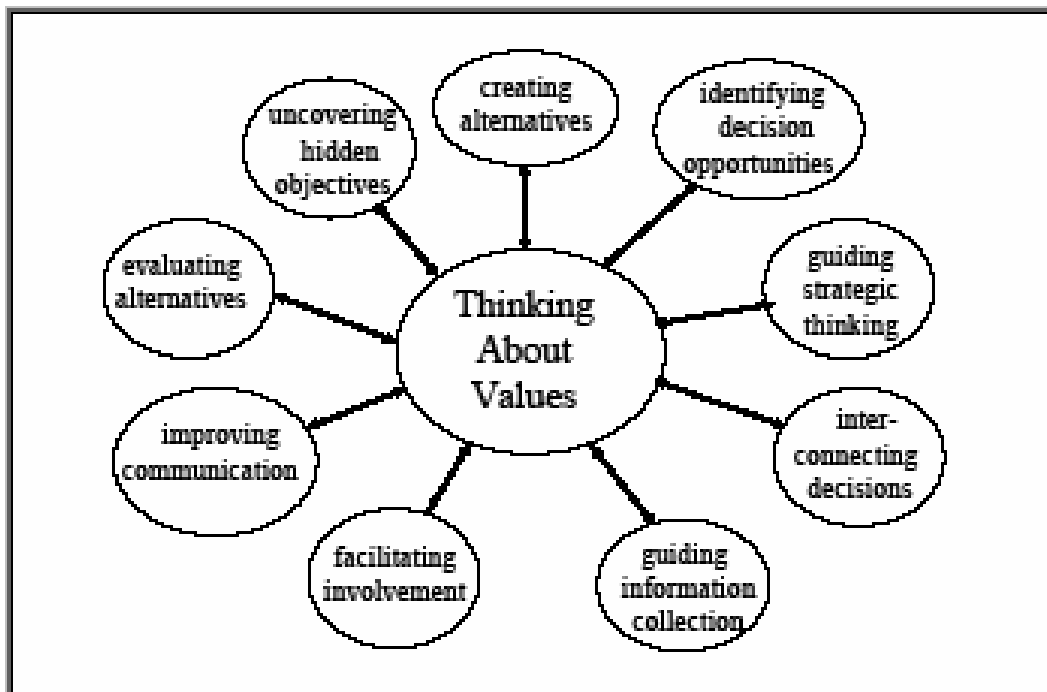 creating
alternatives
identifying
decision
opportunities
guiding
strategic
thinking
inter-
connecting
decisions
guiding
information
collection
facilitating
involvement
improving
communication
evaluating
alternatives
uncovering
hidden
objectives
Thinking
About
Values